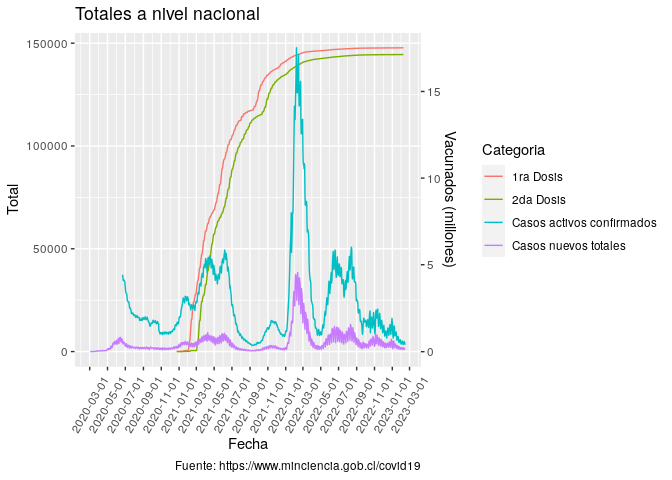 Totales a nivel nacional
Total
150000
100000
50000
0
15
10
5
0
Vacunados (millones)
2020-03-01
2020-05-01
2020-07-01
2020-09-01
2020-11-01
2021-01-01
2021-03-01
2021-05-01
2021-07-01
2021-09-01
2021-11-01
2022-01-01
2022-03-01
2022-05-01
2022-07-01
2022-09-01
2022-11-01
2023-01-01
2023-03-01
Fecha
Categoria
1ra Dosis
2da Dosis
Casos activos confirmados
Casos nuevos totales
Fuente: https://www.minciencia.gob.cl/covid19